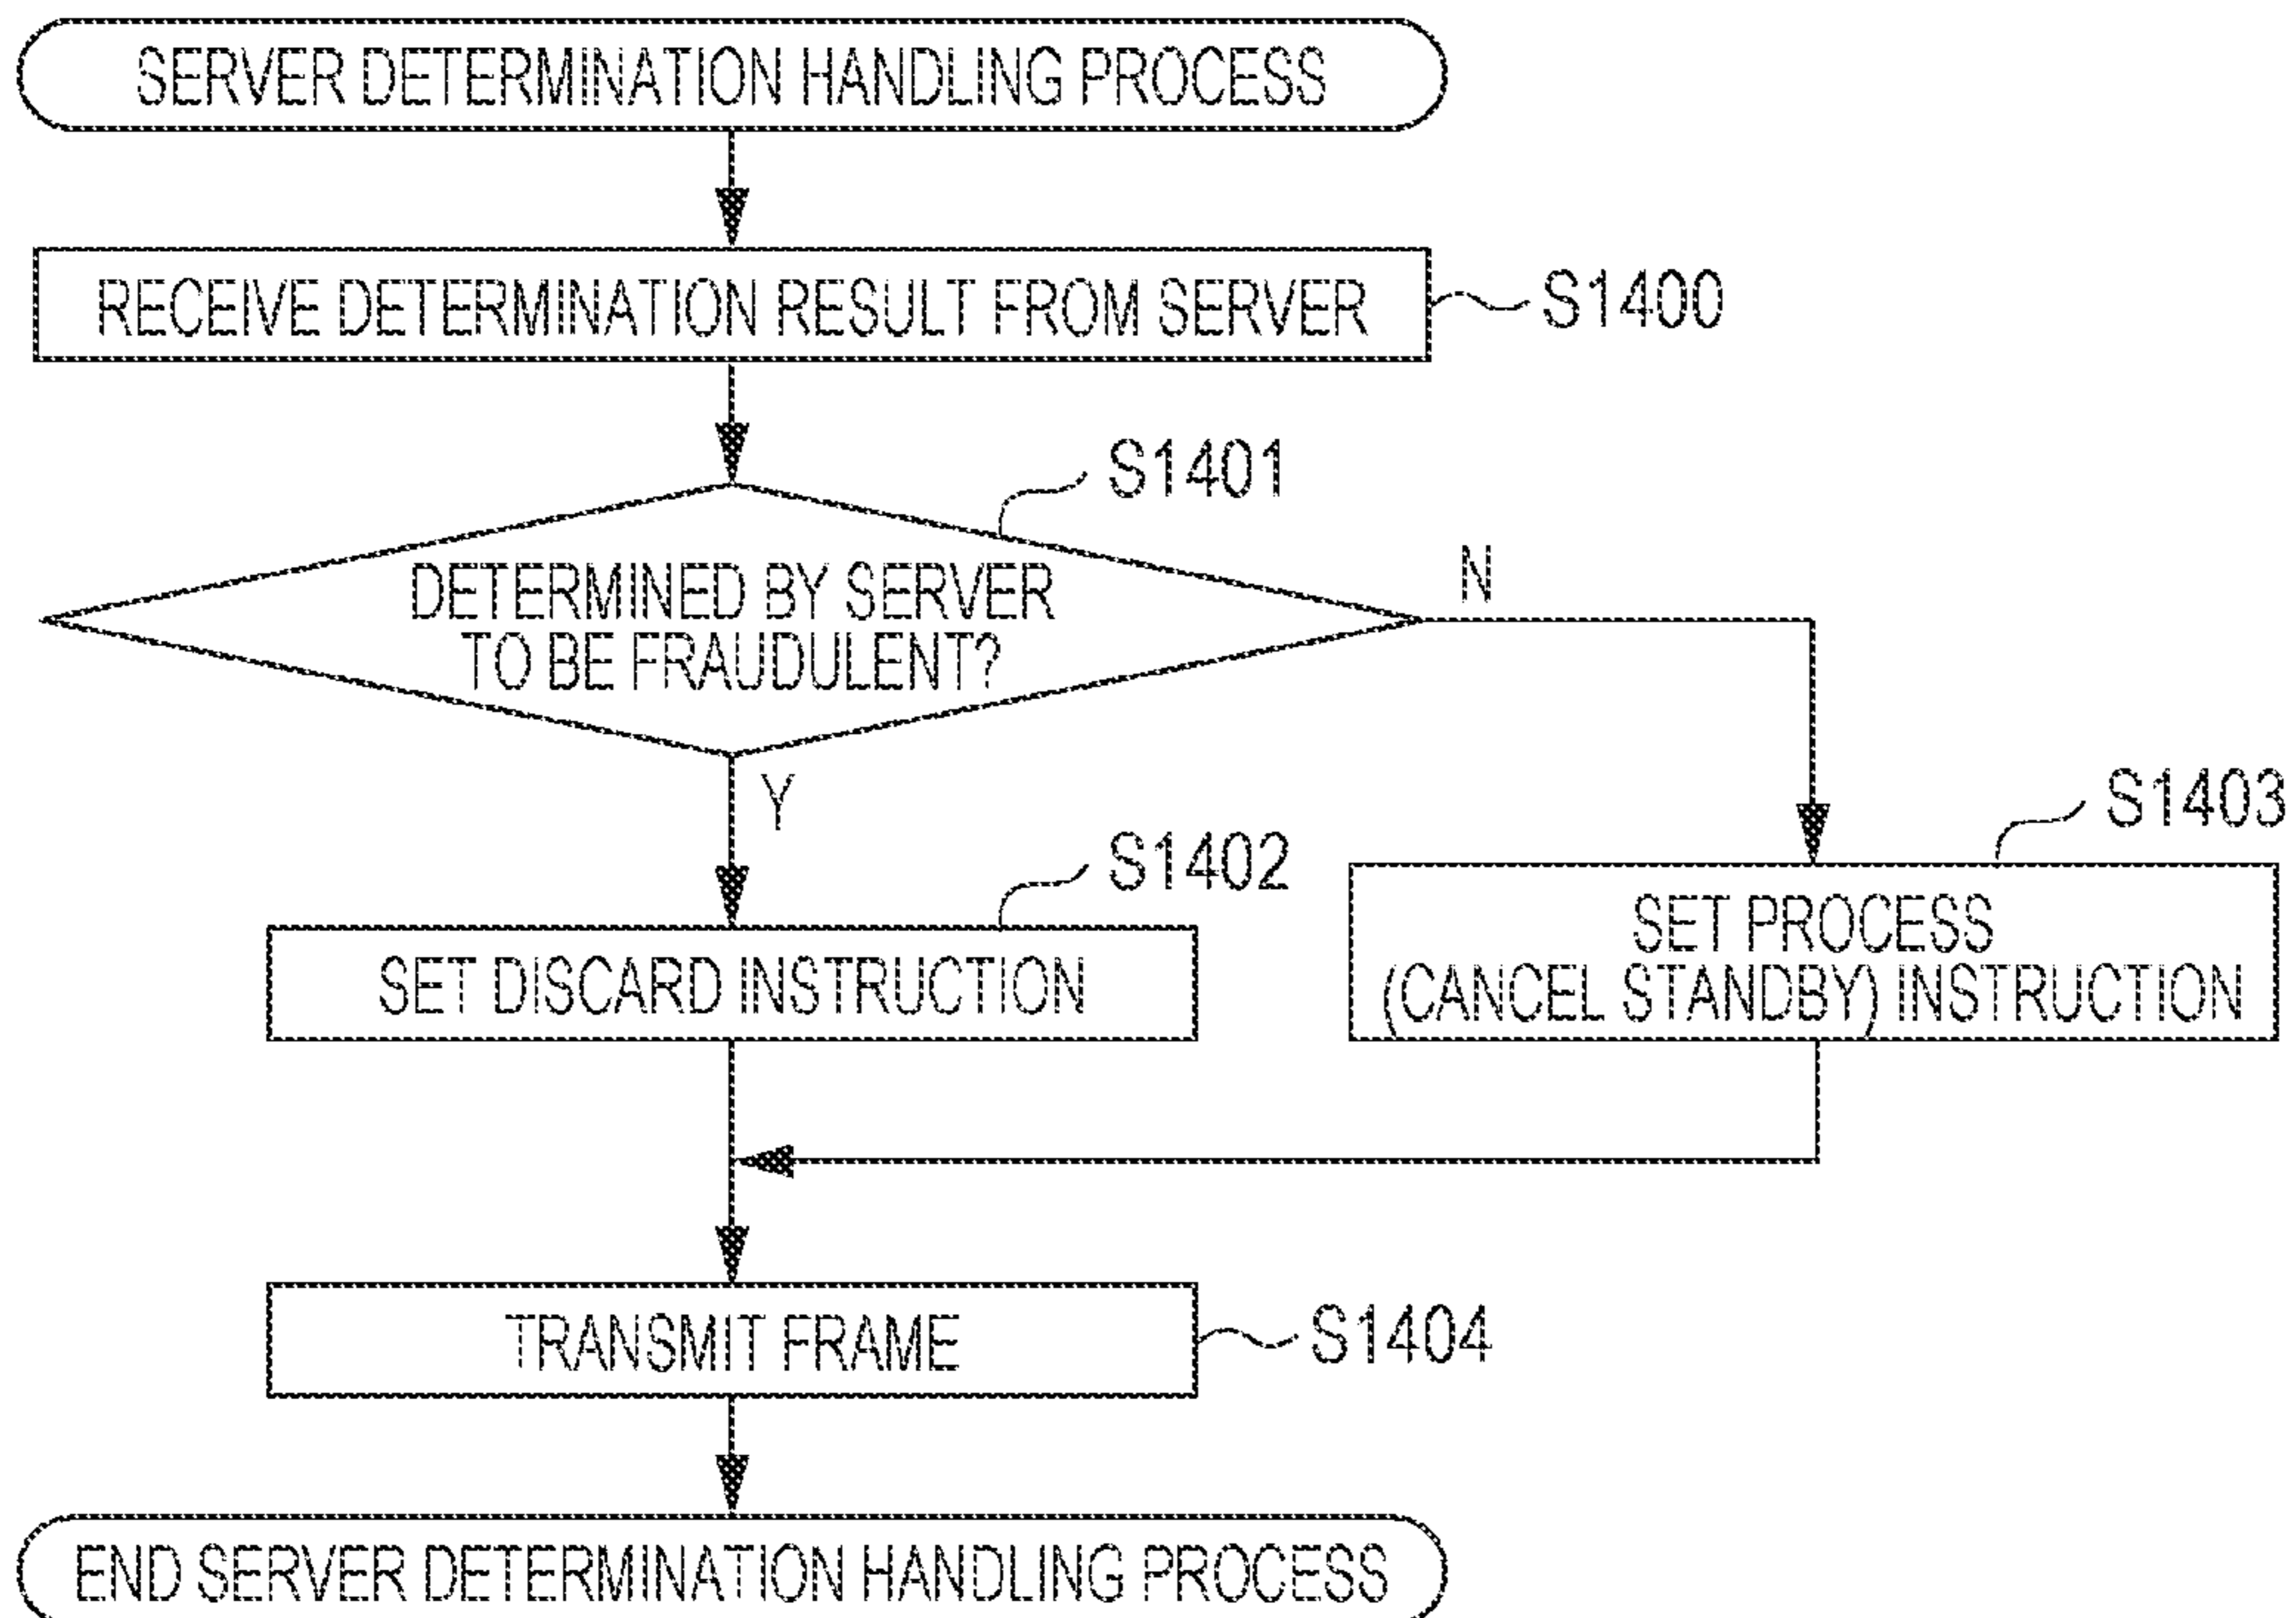 SERVER DETERMINATION HANDLING PROCESS
RECEIVE DETERMINATION RESULT FROM SERVER
S1400
S1401
DETERMINED BY SERVER
TO BE FRAUDULENT?
N
Y
S1402
SET DISCARD INSTRUCTION
S1403
SET PROCESS
(CANCEL STANDBY) INSTRUCTION
TRANSMIT FRAME
S1404
END SERVER DETERMINATION HANDLING PROCESS